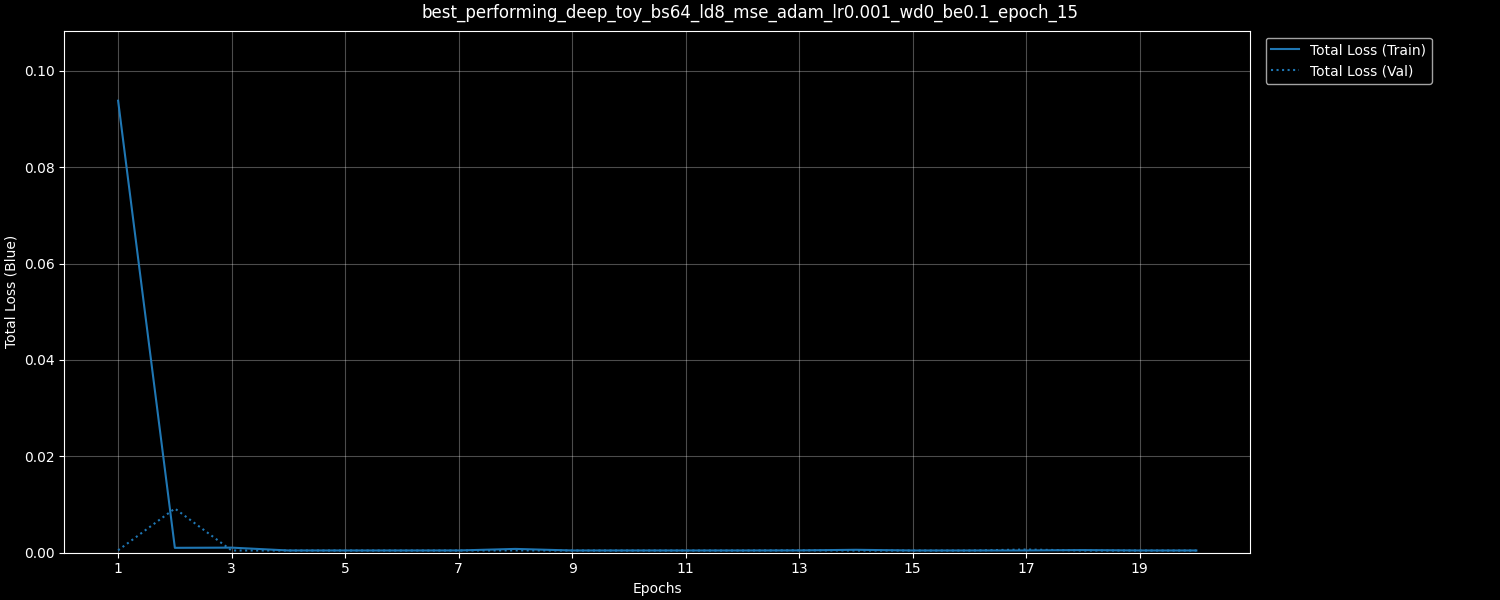 best_performing_deep_toy_bs64_ld8_mse_adam_lr0.001_wd0_be0.1_epoch_15
Total Loss (Train)
Total Loss (Val)
0.10
0.08
0.06
0.04
0.02
0.00
Total Loss (Blue)
1 3 5 7 9 11 13 15 17 19
Epochs